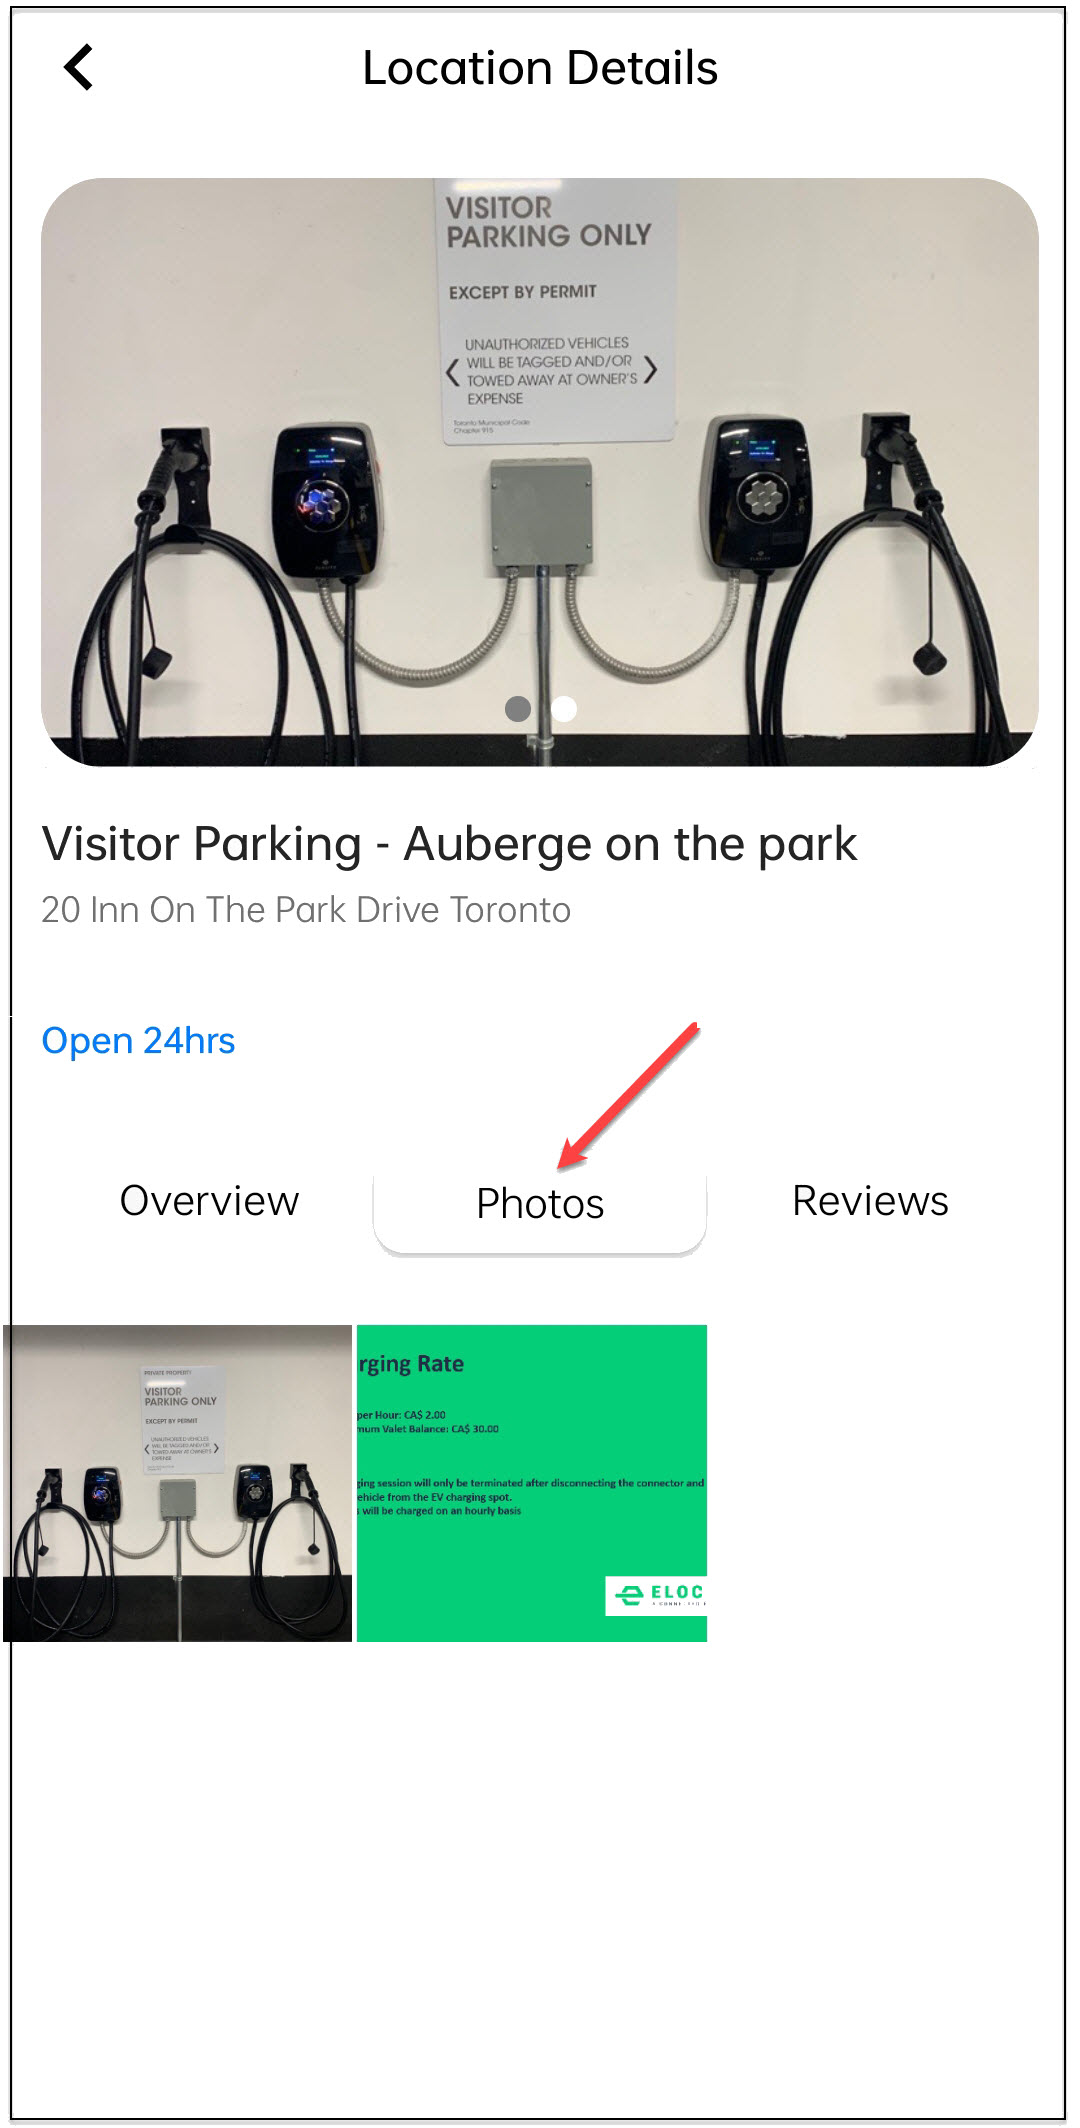 Location Details
VISITOR
PARKING ONLY
EXCEPT BY PERMIT
UNAUTHORIZED VEHICLES
WILL BE TAGGED AND/OR
TOWED AWAY AT OWNER'S
EXPENSE
Toronto Municipal Code
Chapter 915
Visitor Parking - Auberge on the park
20 Inn On The Park Drive Toronto
Open 24hrs
Overview
Photos
Reviews
PRIVATE PROPERTY
VISITOR
PARKING ONLY
EXCEPT BY PERMIT
UNAUTHORIZED VEHICLES
WILL BE TAGGED AND/OR
TOWED AWAY AT OWNER'S
EXPENSE
rging Rate
per Hour: CA$ 2.00
num Valet Balance: CA$ 30.00
ging session will only be terminated after disconnecting the connector and
ehicle from the EV charging spot.
s will be charged on an hourly basis
ELOC